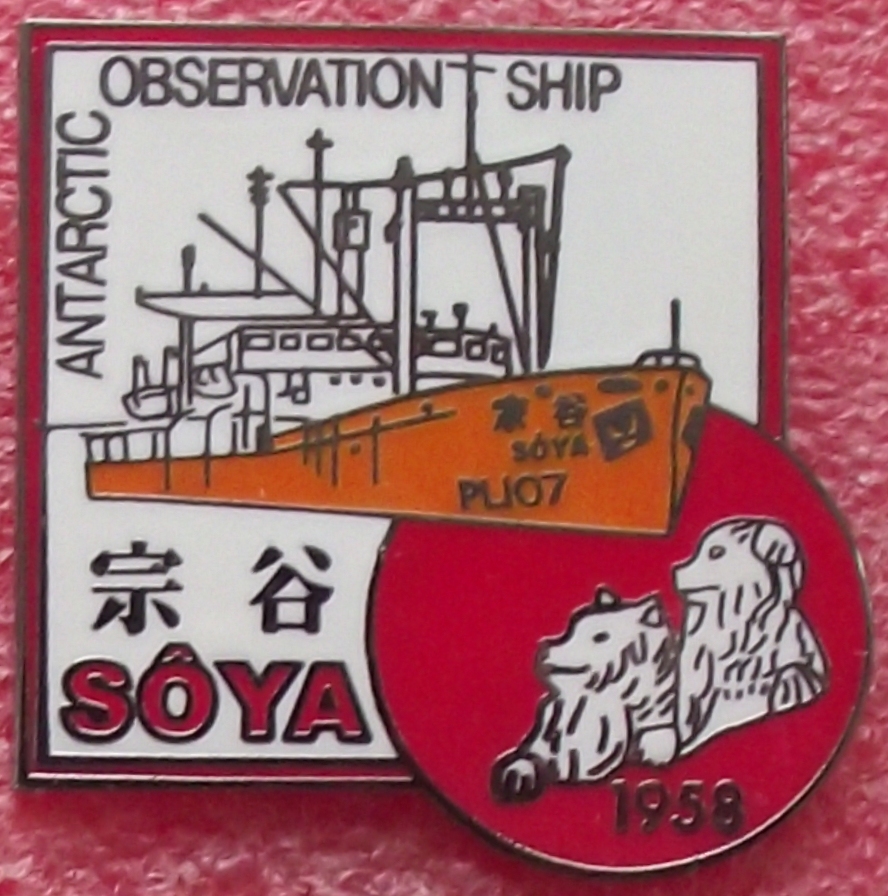 ANTARCTIC
OBSERVATION SHIP
宗谷
SÔYA
PL107
宗谷
SÔYA
1958